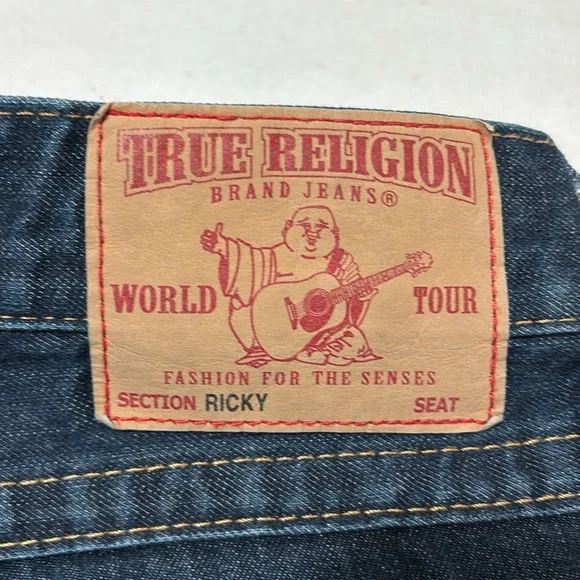 TRUE RELIGION
BRAND JEANS®
WORLD TOUR
FASHION FOR THE SENSES
SECTION RICKY SEAT